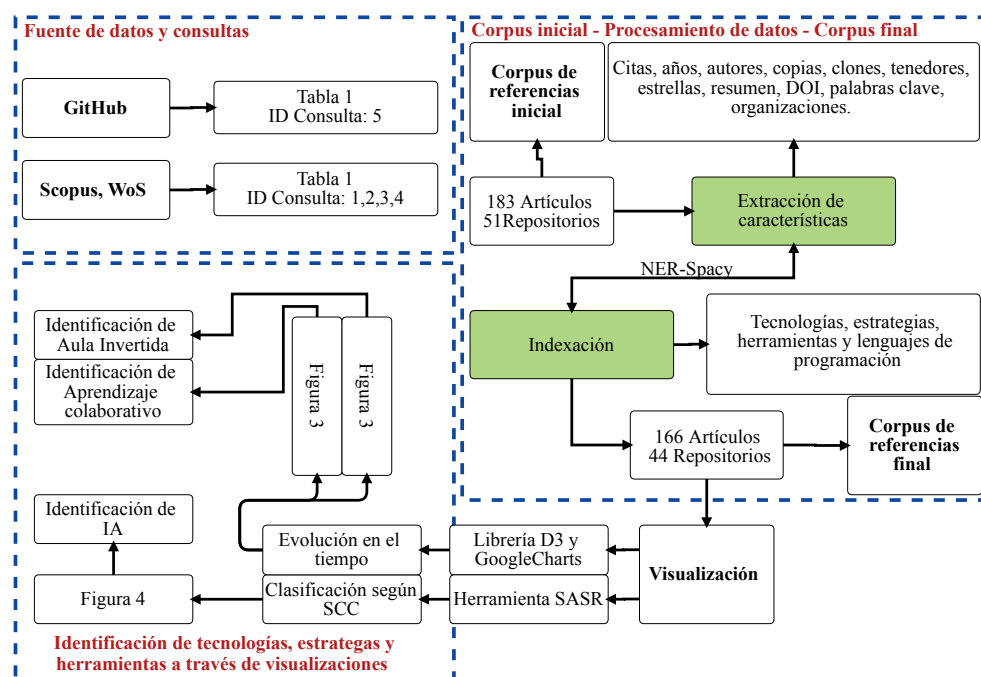 Fuente de datos y consultas
GitHub
Tabla 1
ID Consulta: 5
Scopus, WoS
Tabla 1
ID Consulta: 1,2,3,4
Corpus inicial - Procesamiento de datos - Corpus final
Corpus de
referencias
inicial
Citas, años, autores, copias, clones, tenedores,
estrellas, resumen, DOI, palabras clave,
organizaciones.
183 Artículos
51Repositorios
Extracción de
características
NER-Spacy
Indexación
Tecnologías, estrategias,
herramientas y lenguajes de
programación
166 Artículos
44 Repositorios
Corpus de
referencias
final
Visualización
Librería D3 y
GoogleCharts
Herramienta SASR
Evolución en el
tiempo
Clasificación según
SCC
Figura 3
Figura 3
Identificación de
Aula Invertida
Identificación de
Aprendizaje
colaborativo
Identificación de
IA
Figura 4
Identificación de tecnologías, estrategas y
herramientas a través de visualizaciones